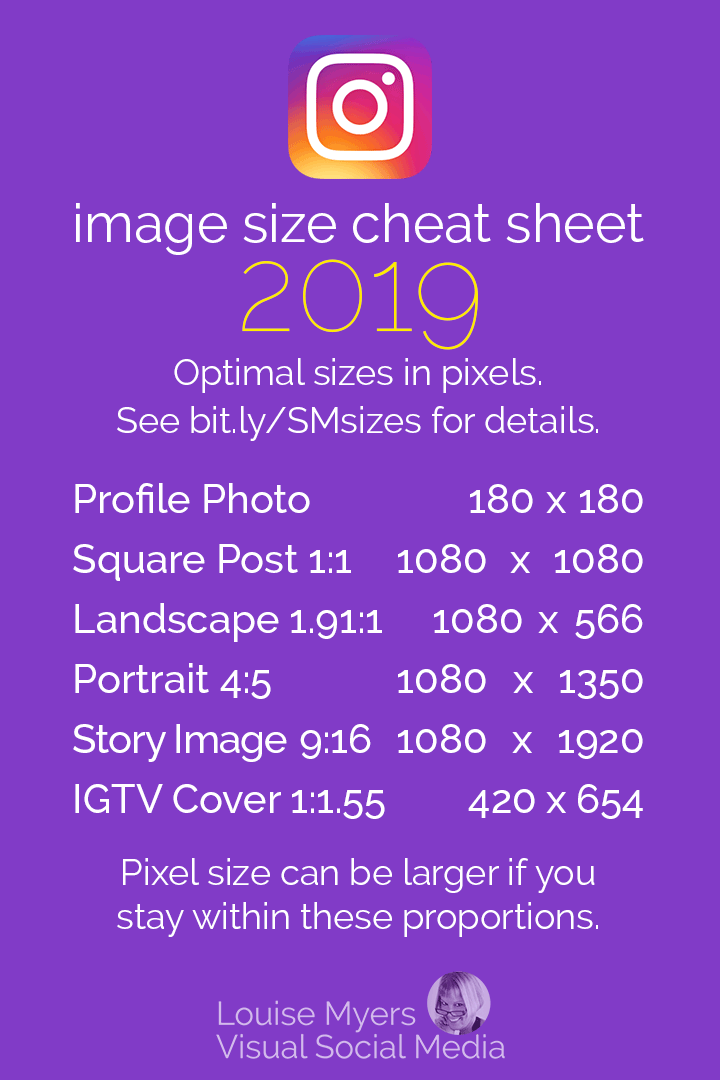 image size cheat sheet
2019
Optimal sizes in pixels.
See bit.ly/SMsizes for details.
Profile Photo 180 x 180
Square Post 1:1 1080 x 1080
Landscape 1.91:1 1080 x 566
Portrait 4:5 1080 x 1350
Story Image 9:16 1080 x 1920
IGTV Cover 1:1.55 420 x 654
Pixel size can be larger if you
stay within these proportions.
Louise Myers
Visual Social Media